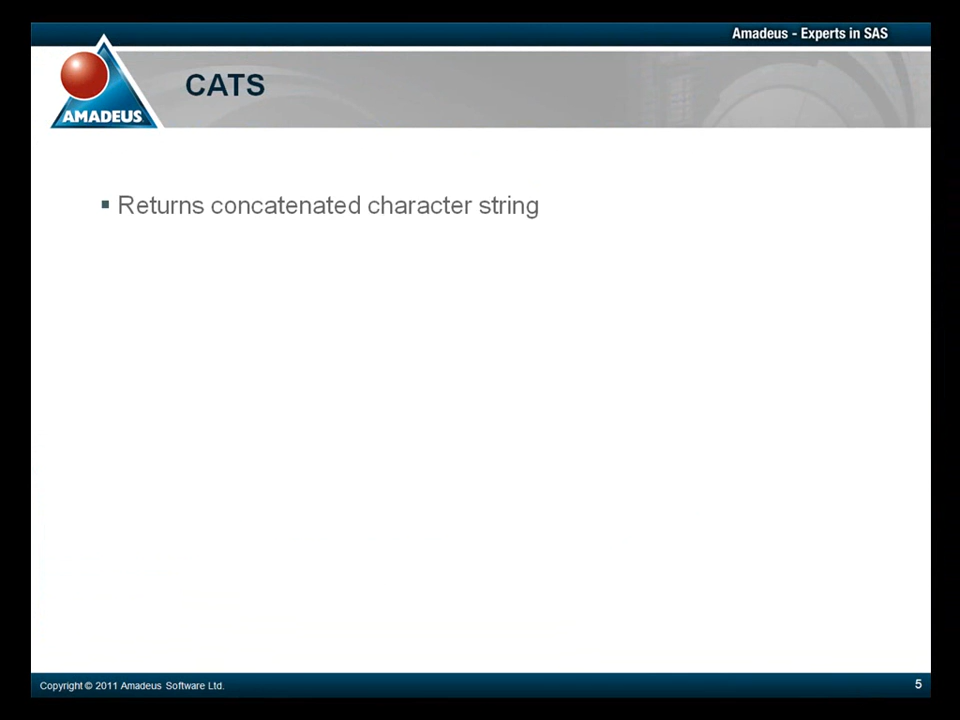 Amadeus - Experts in SAS
CATS
AMADEUS
▪ Returns concatenated character string
Copyright © 2011 Amadeus Software Ltd.
5